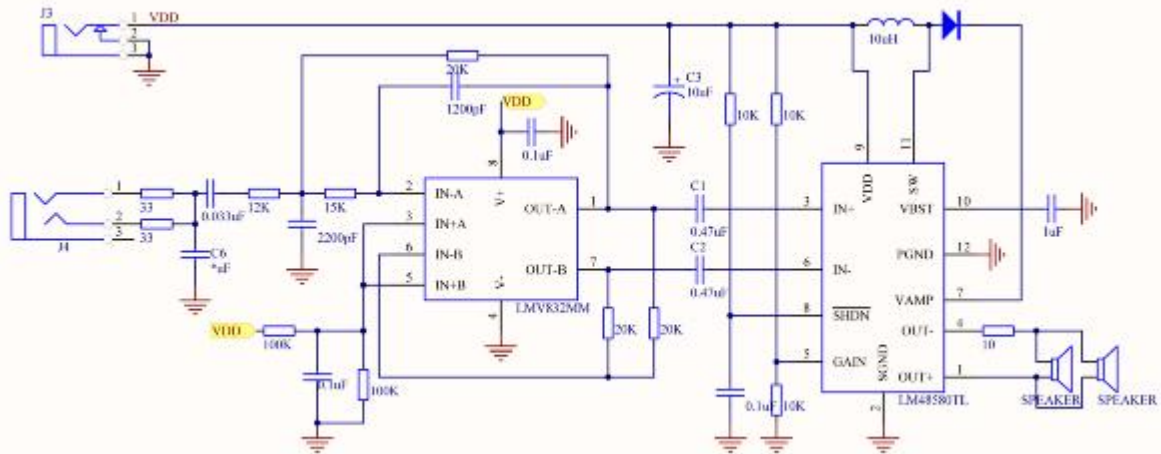 J3
1
VDD
2
3
10uH
20K
1200pF
VDD
0.1uF
C3
+
10uF
10K
10K
9
11
VDD
SW
8
V+
1
33
0.033uF
12K
15K
2
IN-A
OUT-A
1
C1
0.47uF
3
IN+
VBST
10
1uF
2
33
3
J4
C6
*uF
2200pF
3
IN+A
6
IN-B
5
IN+B
OUT-B
7
V-
4
LMV832MM
C2
0.47uF
6
IN-
PGND
12
VAMP
7
VDD
100K
0.1uF
100K
20K
20K
8
SHDN
OUT-
4
10
5
GAIN
SGND
OUT+
1
2
0.1uF
10K
LM48580TL
SPEAKER
SPEAKER